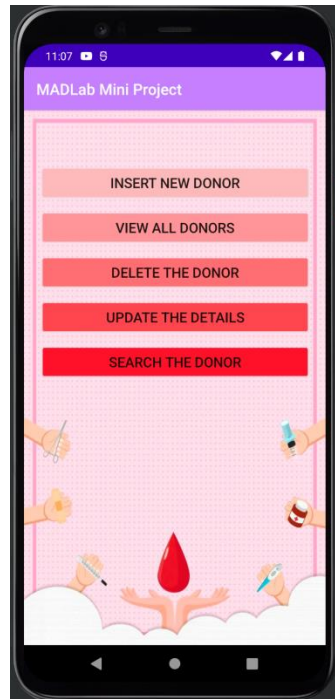 11:07
MADLab Mini Project
INSERT NEW DONOR
VIEW ALL DONORS
DELETE THE DONOR
UPDATE THE DETAILS
SEARCH THE DONOR